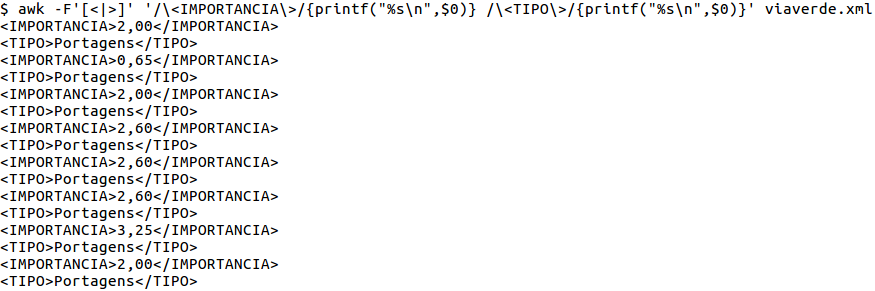 $ awk -F'[<|>]' '/\<IMPORTANCIA\>/{printf("%s\n",$0)} /\<TIPO\>/{printf("%s\n",$0)}' viaverde.xml
<IMPORTANCIA>2,00</IMPORTANCIA>
<TIPO>Portagens</TIPO>
<IMPORTANCIA>0,65</IMPORTANCIA>
<TIPO>Portagens</TIPO>
<IMPORTANCIA>2,00</IMPORTANCIA>
<TIPO>Portagens</TIPO>
<IMPORTANCIA>2,60</IMPORTANCIA>
<TIPO>Portagens</TIPO>
<IMPORTANCIA>2,60</IMPORTANCIA>
<TIPO>Portagens</TIPO>
<IMPORTANCIA>2,60</IMPORTANCIA>
<TIPO>Portagens</TIPO>
<IMPORTANCIA>3,25</IMPORTANCIA>
<TIPO>Portagens</TIPO>
<IMPORTANCIA>2,00</IMPORTANCIA>
<TIPO>Portagens</TIPO>